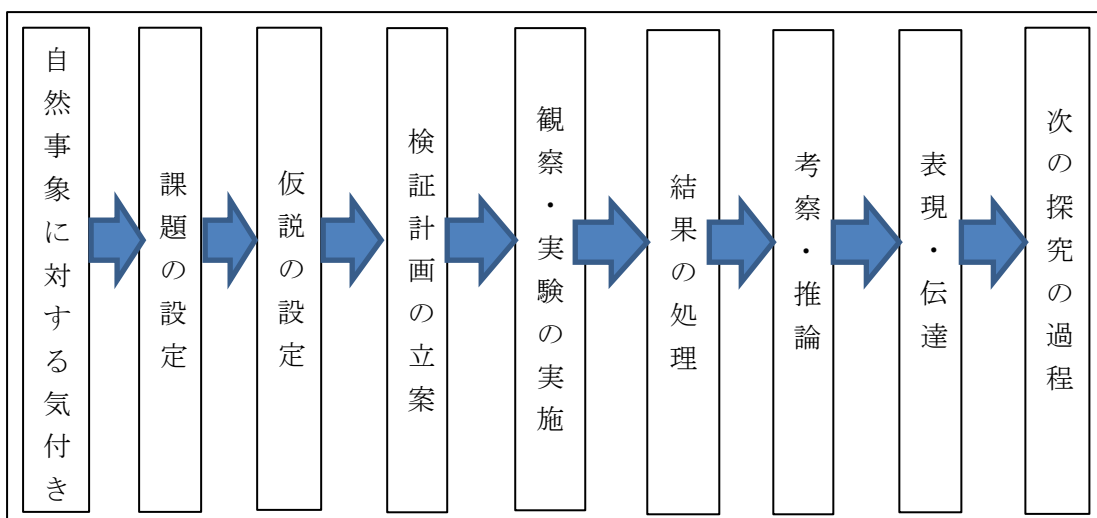 自然事象に対する気付き
課題の設定
仮説の設定
検証計画の立案
観察・実験の実施
結果の処理
考察・推論
表現・伝達
次の探究の過程